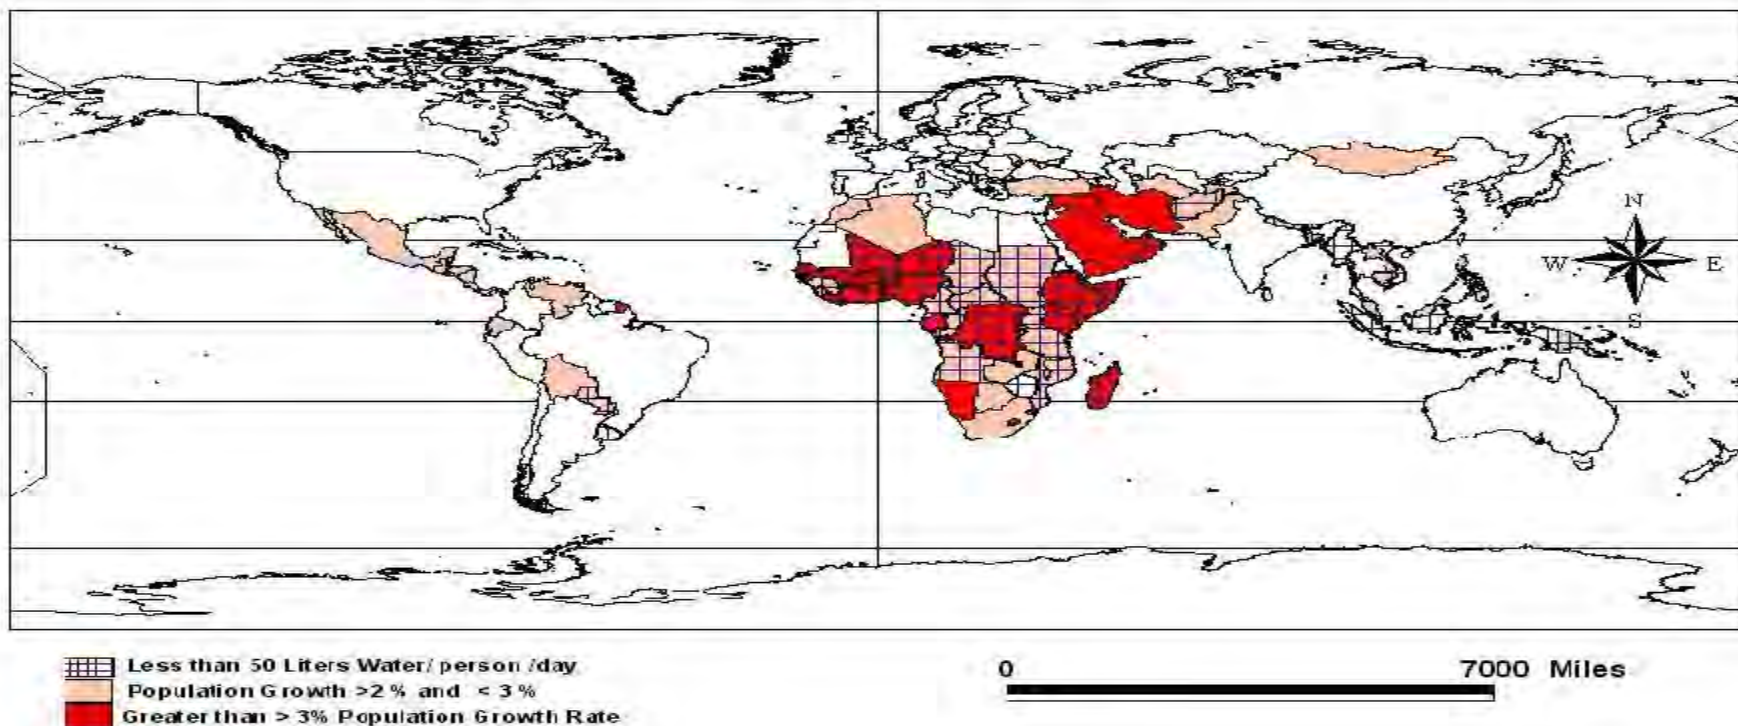 N
W E
S
Less than 50 Liters Water/ person /day
Population Growth >2 % and < 3 %
Greater than > 3% Population Growth Rate
0 7000 Miles